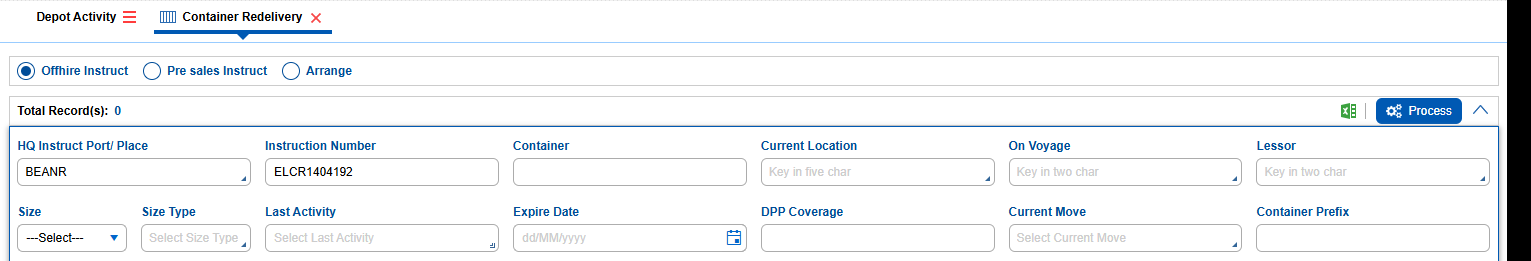 Depot Activity Container Redelivery
Offhire Instruct Pre sales Instruct Arrange
Total Record(s): 0 Process
HQ Instruct Port/ Place Instruction Number Container Current Location On Voyage Lessor
BEANR ELCR1404192 Key in five char Key in two char Key in two char
Size Size Type Last Activity Expire Date DPP Coverage Current Move Container Prefix
---Select--- Select Size Type Select Last Activity dd/MM/yyyy Select Current Move